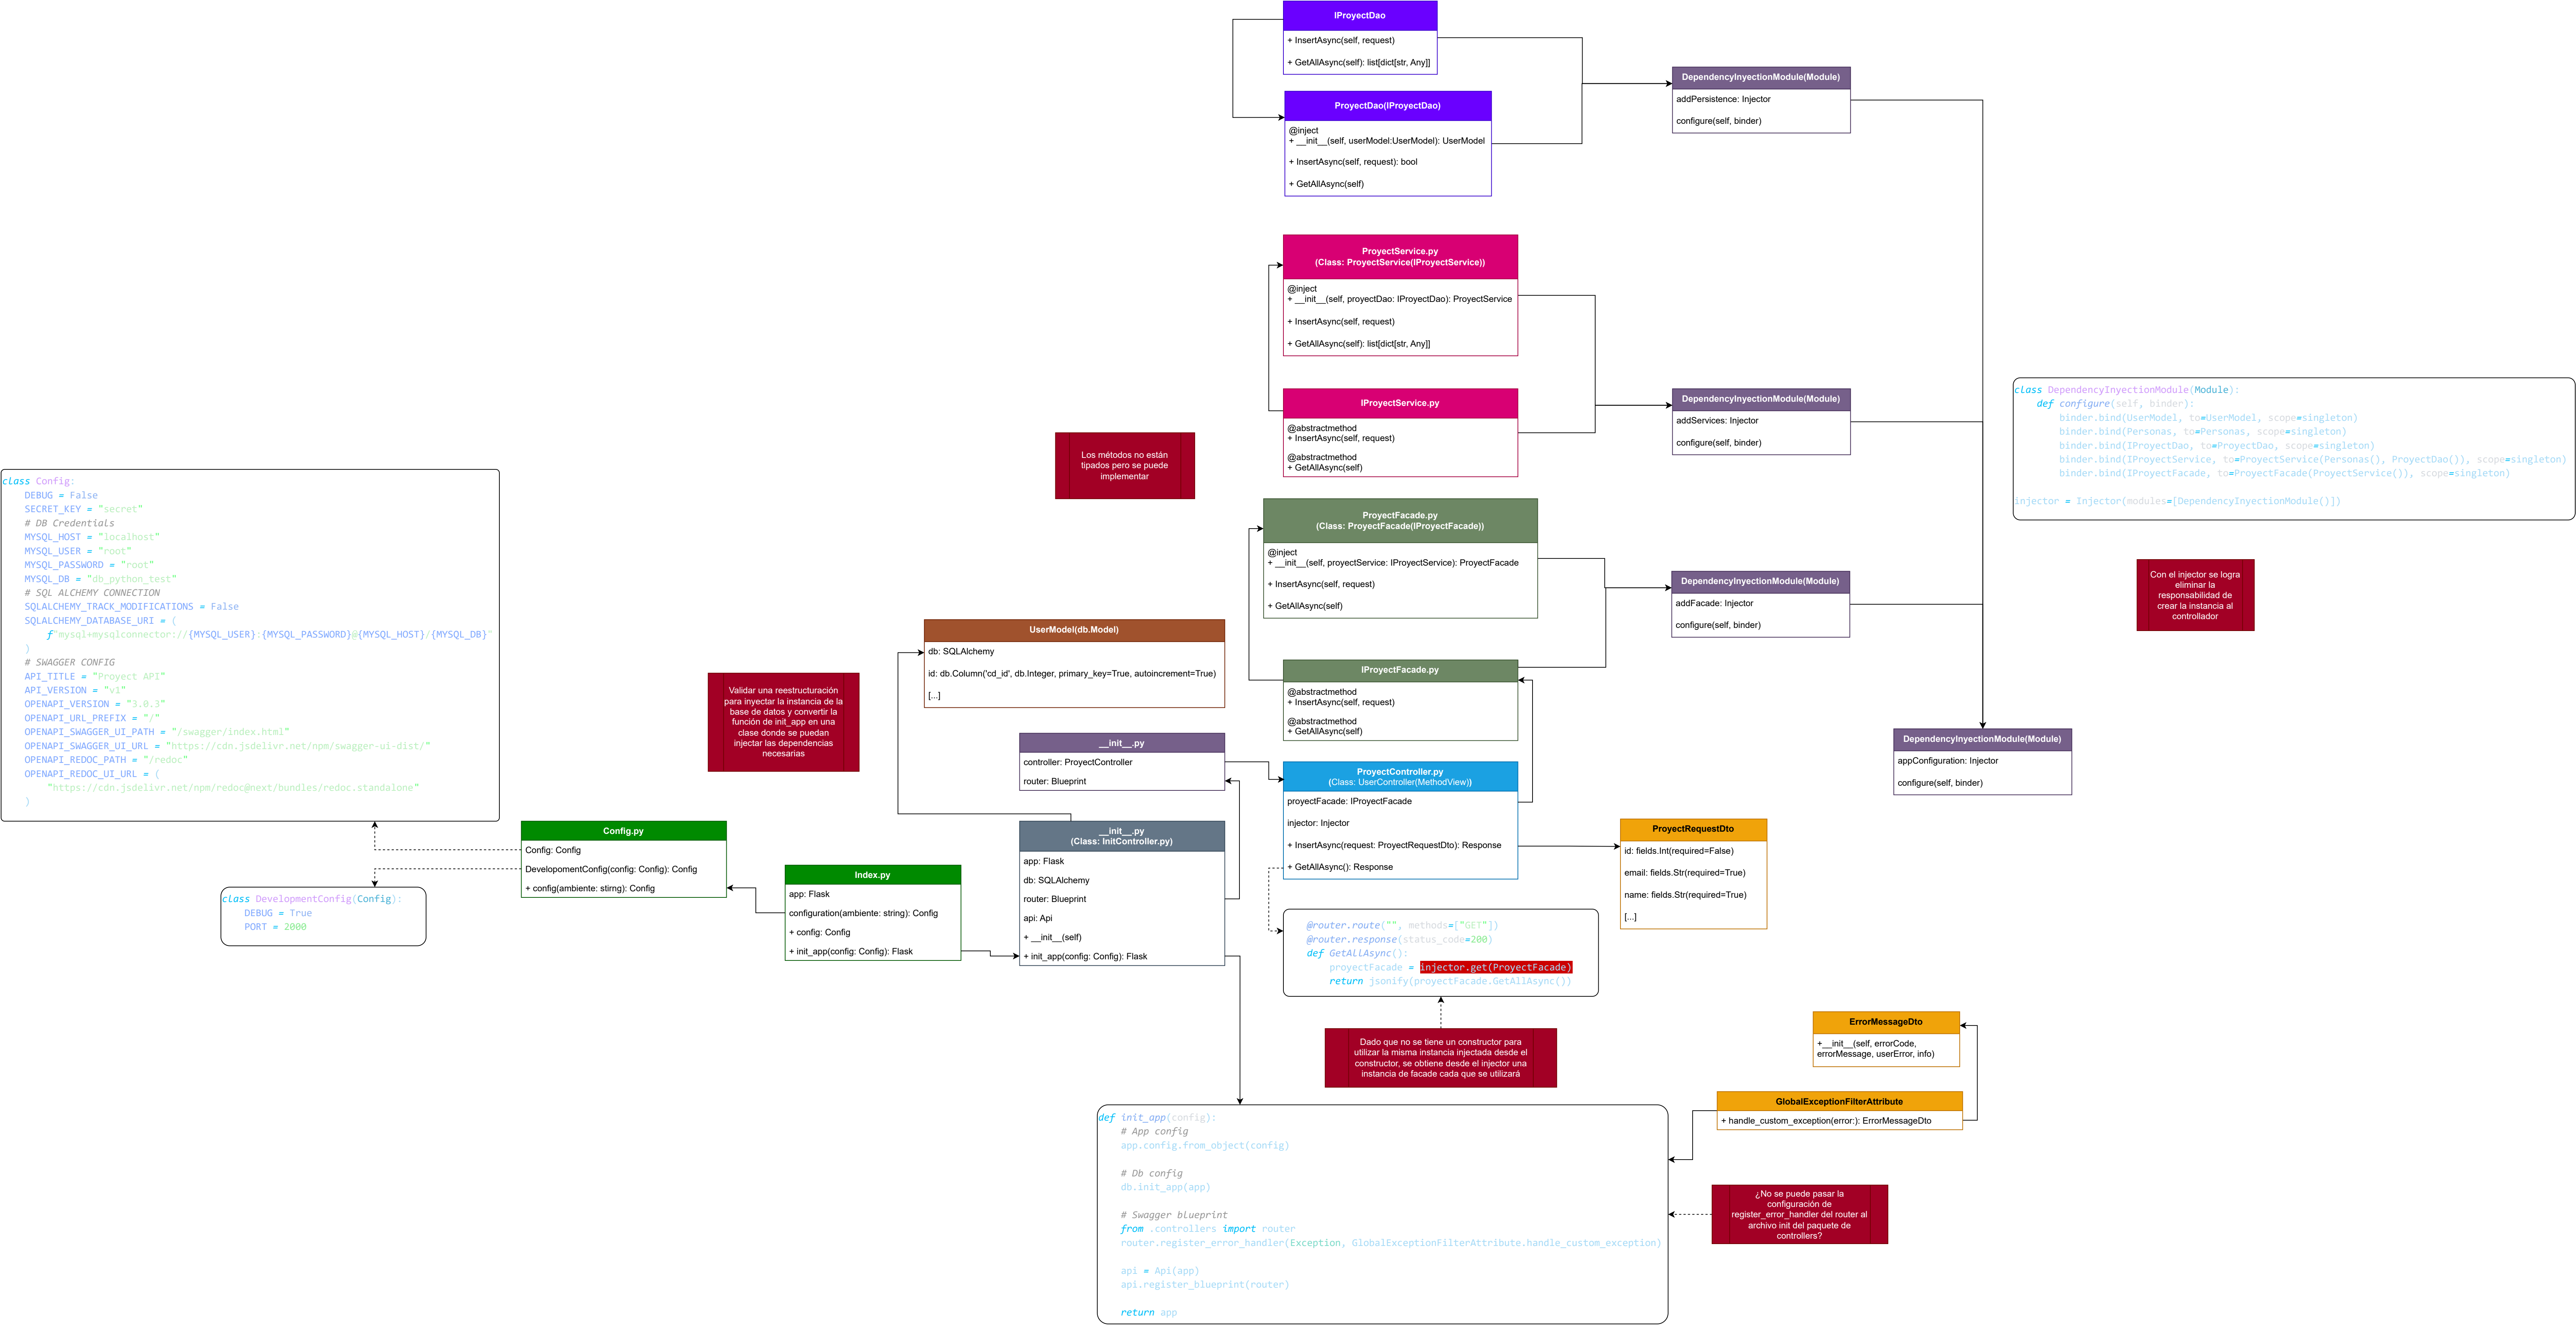 IProyectDao
+ InsertAsync(self, request)
+ GetAllAsync(self): list[dict[str, Any]]
ProyectDao(IProyectDao)
@inject
+ __init__(self, userModel:UserModel): UserModel
+ InsertAsync(self, request): bool
+ GetAllAsync(self)
DependencyInyectionModule(Module)
addPersistence: Injector
configure(self, binder)
ProyectService.py
(Class: ProyectService(IProyectService))
@inject
+ __init__(self, proyectDao: IProyectDao): ProyectService
+ InsertAsync(self, request)
+ GetAllAsync(self): list[dict[str, Any]]
IProyectService.py
@abstractmethod
+ InsertAsync(self, request)
@abstractmethod
+ GetAllAsync(self)
DependencyInyectionModule(Module)
addServices: Injector
configure(self, binder)
class DependencyInyectionModule(Module):
def configure(self, binder):
binder.bind(UserModel, to=UserModel, scope=singleton)
binder.bind(Personas, to=Personas, scope=singleton)
binder.bind(IProyectDao, to=ProyectDao, scope=singleton)
binder.bind(IProyectService, to=ProyectService(Personas(), ProyectDao()), scope=singleton)
binder.bind(IProyectFacade, to=ProyectFacade(ProyectService()), scope=singleton)
injector = Injector(modules=[DependencyInyectionModule()])
Los métodos no están
tipados pero se puede
implementar
class Config:
DEBUG = False
SECRET_KEY = "secret"
# DB Credentials
MYSQL_HOST = "localhost"
MYSQL_USER = "root"
MYSQL_PASSWORD = "root"
MYSQL_DB = "db_python_test"
# SQL ALCHEMY CONNECTION
SQLALCHEMY_TRACK_MODIFICATIONS = False
SQLALCHEMY_DATABASE_URI = (
f"mysql+mysqlconnector://{MYSQL_USER}:{MYSQL_PASSWORD}@{MYSQL_HOST}/{MYSQL_DB}"
)
# SWAGGER CONFIG
API_TITLE = "Proyect API"
API_VERSION = "v1"
OPENAPI_VERSION = "3.0.3"
OPENAPI_URL_PREFIX = "/"
OPENAPI_SWAGGER_UI_PATH = "/swagger/index.html"
OPENAPI_SWAGGER_UI_URL = "https://cdn.jsdelivr.net/npm/swagger-ui-dist/"
OPENAPI_REDOC_PATH = "/redoc"
OPENAPI_REDOC_UI_URL = (
"https://cdn.jsdelivr.net/npm/redoc@next/bundles/redoc.standalone"
)
ProyectFacade.py
(Class: ProyectFacade(IProyectFacade))
@inject
+ __init__(self, proyectService: IProyectService): ProyectFacade
+ InsertAsync(self, request)
+ GetAllAsync(self)
DependencyInyectionModule(Module)
addFacade: Injector
configure(self, binder)
Con el injector se logra
eliminar la
responsabilidad de
crear la instancia al
controllador
UserModel(db.Model)
db: SQLAlchemy
id: db.Column('cd_id', db.Integer, primary_key=True, autoincrement=True)
[...]
IProyectFacade.py
@abstractmethod
+ InsertAsync(self, request)
@abstractmethod
+ GetAllAsync(self)
Validar una reestructuración
para inyectar la instancia de la
base de datos y convertir la
función de init_app en una
clase donde se puedan
injectar las dependencias
necesarias
__init__.py
controller: ProyectController
router: Blueprint
ProyectController.py
(Class: UserController(MethodView))
proyectFacade: IProyectFacade
injector: Injector
+ InsertAsync(request: ProyectRequestDto): Response
+ GetAllAsync(): Response
DependencyInyectionModule(Module)
appConfiguration: Injector
configure(self, binder)
Config.py
Config: Config
DevelopomentConfig(config: Config): Config
+ config(ambiente: stirng): Config
__init__.py
(Class: InitController.py)
app: Flask
db: SQLAlchemy
router: Blueprint
api: Api
+ __init__(self)
+ init_app(config: Config): Flask
ProyectRequestDto
id: fields.Int(required=False)
email: fields.Str(required=True)
name: fields.Str(required=True)
[...]
Index.py
app: Flask
configuration(ambiente: string): Config
+ config: Config
+ init_app(config: Config): Flask
class DevelopmentConfig(Config):
DEBUG = True
PORT = 2000
@router.route("", methods=["GET"])
@router.response(status_code=200)
def GetAllAsync():
proyectFacade = injector.get(ProyectFacade)
return jsonify(proyectFacade.GetAllAsync())
Dado que no se tiene un constructor para
utilizar la misma instancia injectada desde el
constructor, se obtiene desde el injector una
instancia de facade cada que se utilizará
ErrorMessageDto
+__init__(self, errorCode,
errorMessage, userError, info)
GlobalExceptionFilterAttribute
+ handle_custom_exception(error:): ErrorMessageDto
def init_app(config):
# App config
app.config.from_object(config)
# Db config
db.init_app(app)
# Swagger blueprint
from .controllers import router
router.register_error_handler(Exception, GlobalExceptionFilterAttribute.handle_custom_exception)
api = Api(app)
api.register_blueprint(router)
return app
¿No se puede pasar la
configuración de
register_error_handler del router al
archivo init del paquete de
controllers?